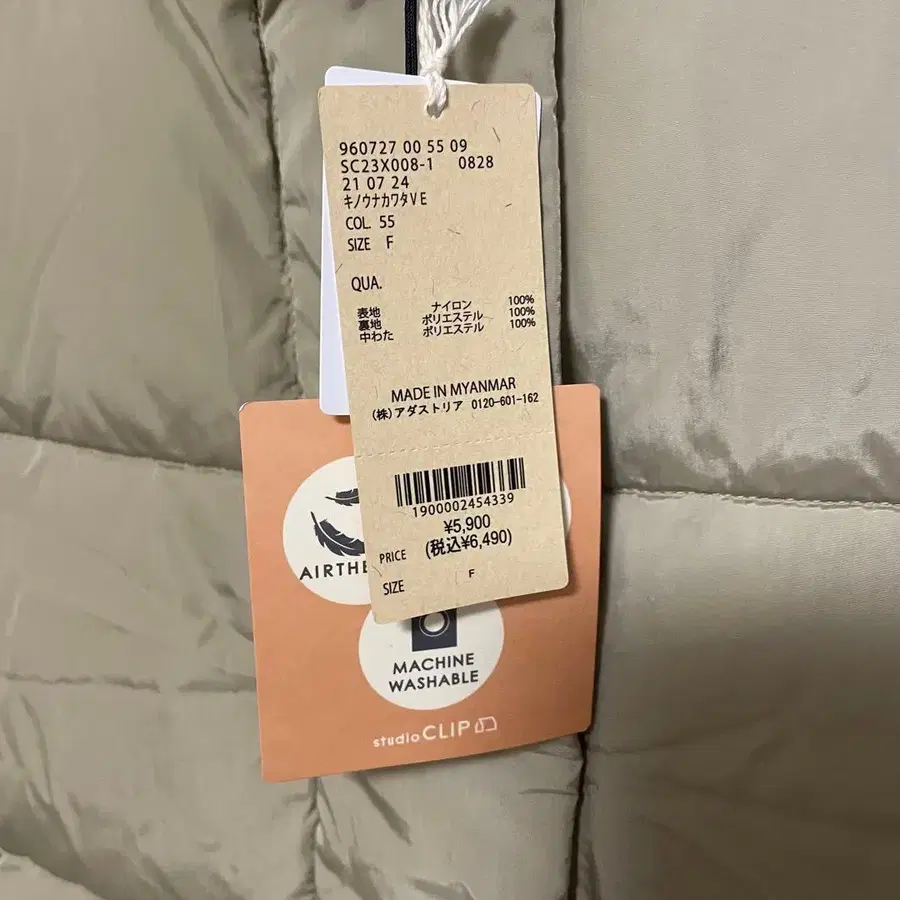 960727 00 55 09
SC23X008-1 0828
21 07 24
キノウナカワタVE
COL. 55
SIZE F
QUA.
表地 ナイロン 100%
裏地 ポリエステル 100%
中わた ポリエステル 100%
MADE IN MYANMAR
(株)アダストリア 0120-601-162
1900002454339
¥5,900
PRICE (税込¥6,490)
SIZE F
AIRTHE
MACHINE
WASHABLE
studio CLIP